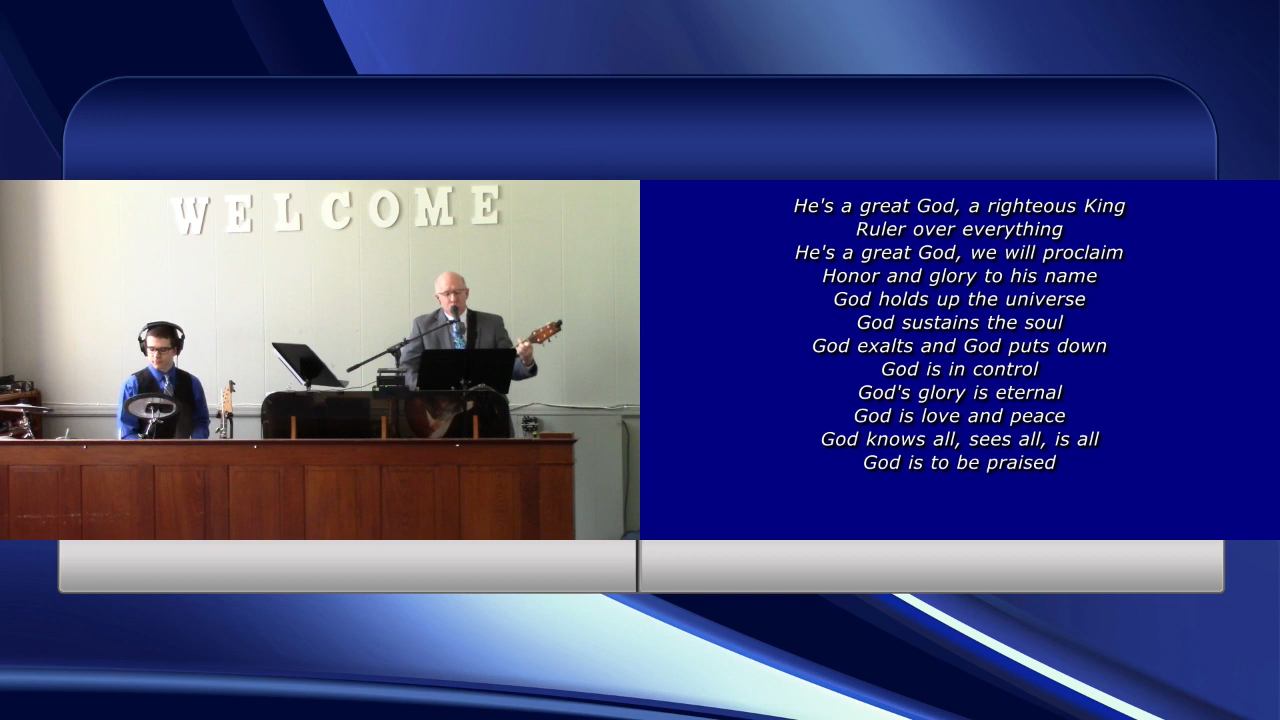 WELCOME
He's a great God, a righteous King
Ruler over everything
He's a great God, we will proclaim
Honor and glory to his name
God holds up the universe
God sustains the soul
God exalts and God puts down
God is in control
God's glory is eternal
God is love and peace
God knows all, sees all, is all
God is to be praised